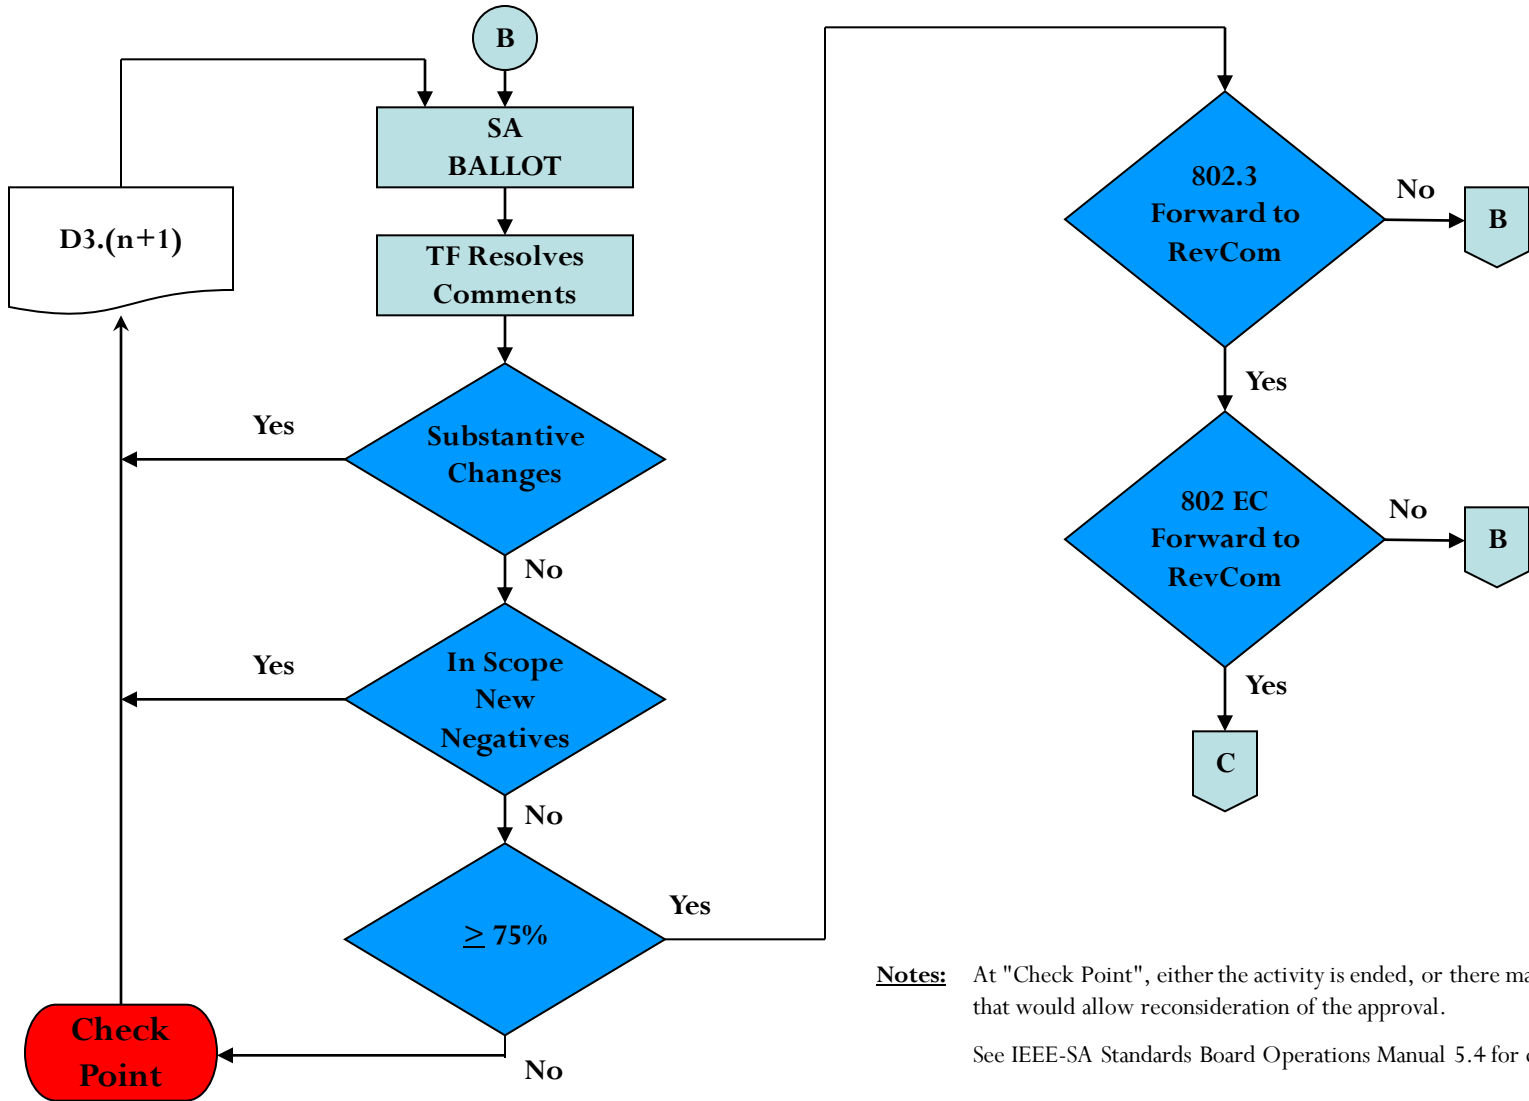 B
SA
BALLOT
D3.(n+1)
TF Resolves
Comments
Yes
Substantive
Changes
No
Yes
In Scope
New
Negatives
No
≥ 75%
Yes
Check
Point
No
802.3
Forward to
RevCom
No
B
Yes
802 EC
Forward to
RevCom
No
B
Yes
C
Notes: At "Check Point", either the activity is ended, or there
that would allow reconsideration of the approval.
See IEEE-SA Standards Board Operations Manual 5.4 for